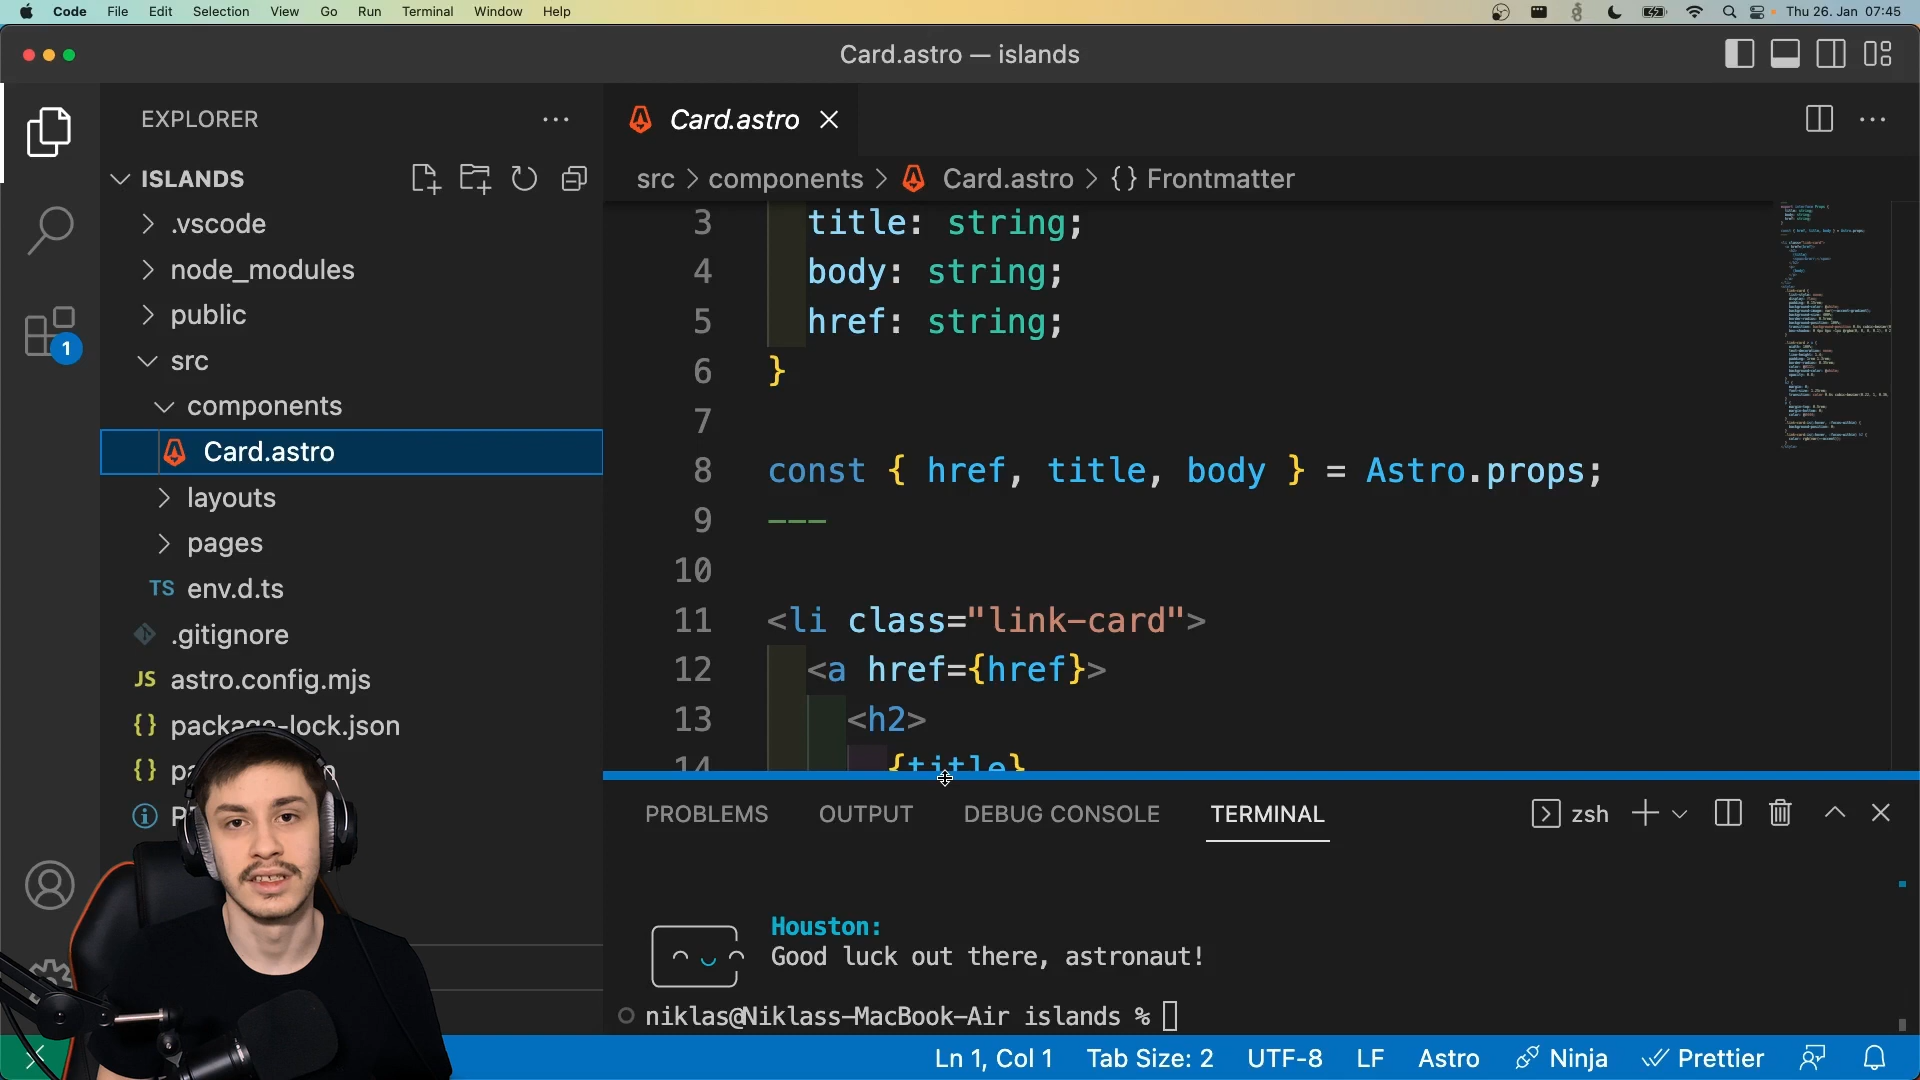 Code File Edit Selection View Go Run Terminal Window Help Thu 26. Jan 07:45
Card.astro — islands
EXPLORER
ISLANDS
.vscode
node_modules
public
1
src
components
Card.astro
layouts
pages
TS env.d.ts
.gitignore
JS astro.config.mjs
{} package-lock.json
{}
Card.astro
src > components > Card.astro > {} Frontmatter
3 title: string;
4 body: string;
5 href: string;
6 }
7
8 const { href, title, body } = Astro.props;
9 ---
10
11 <li class="link-card">
12 <a href={href}>
13 <h2>
14 {title}
PROBLEMS OUTPUT DEBUG CONSOLE TERMINAL zsh
Houston:
Good luck out there, astronaut!
niklas@Niklass-MacBook-Air islands %
Ln 1, Col 1 Tab Size: 2 UTF-8 LF Astro Ninja Prettier